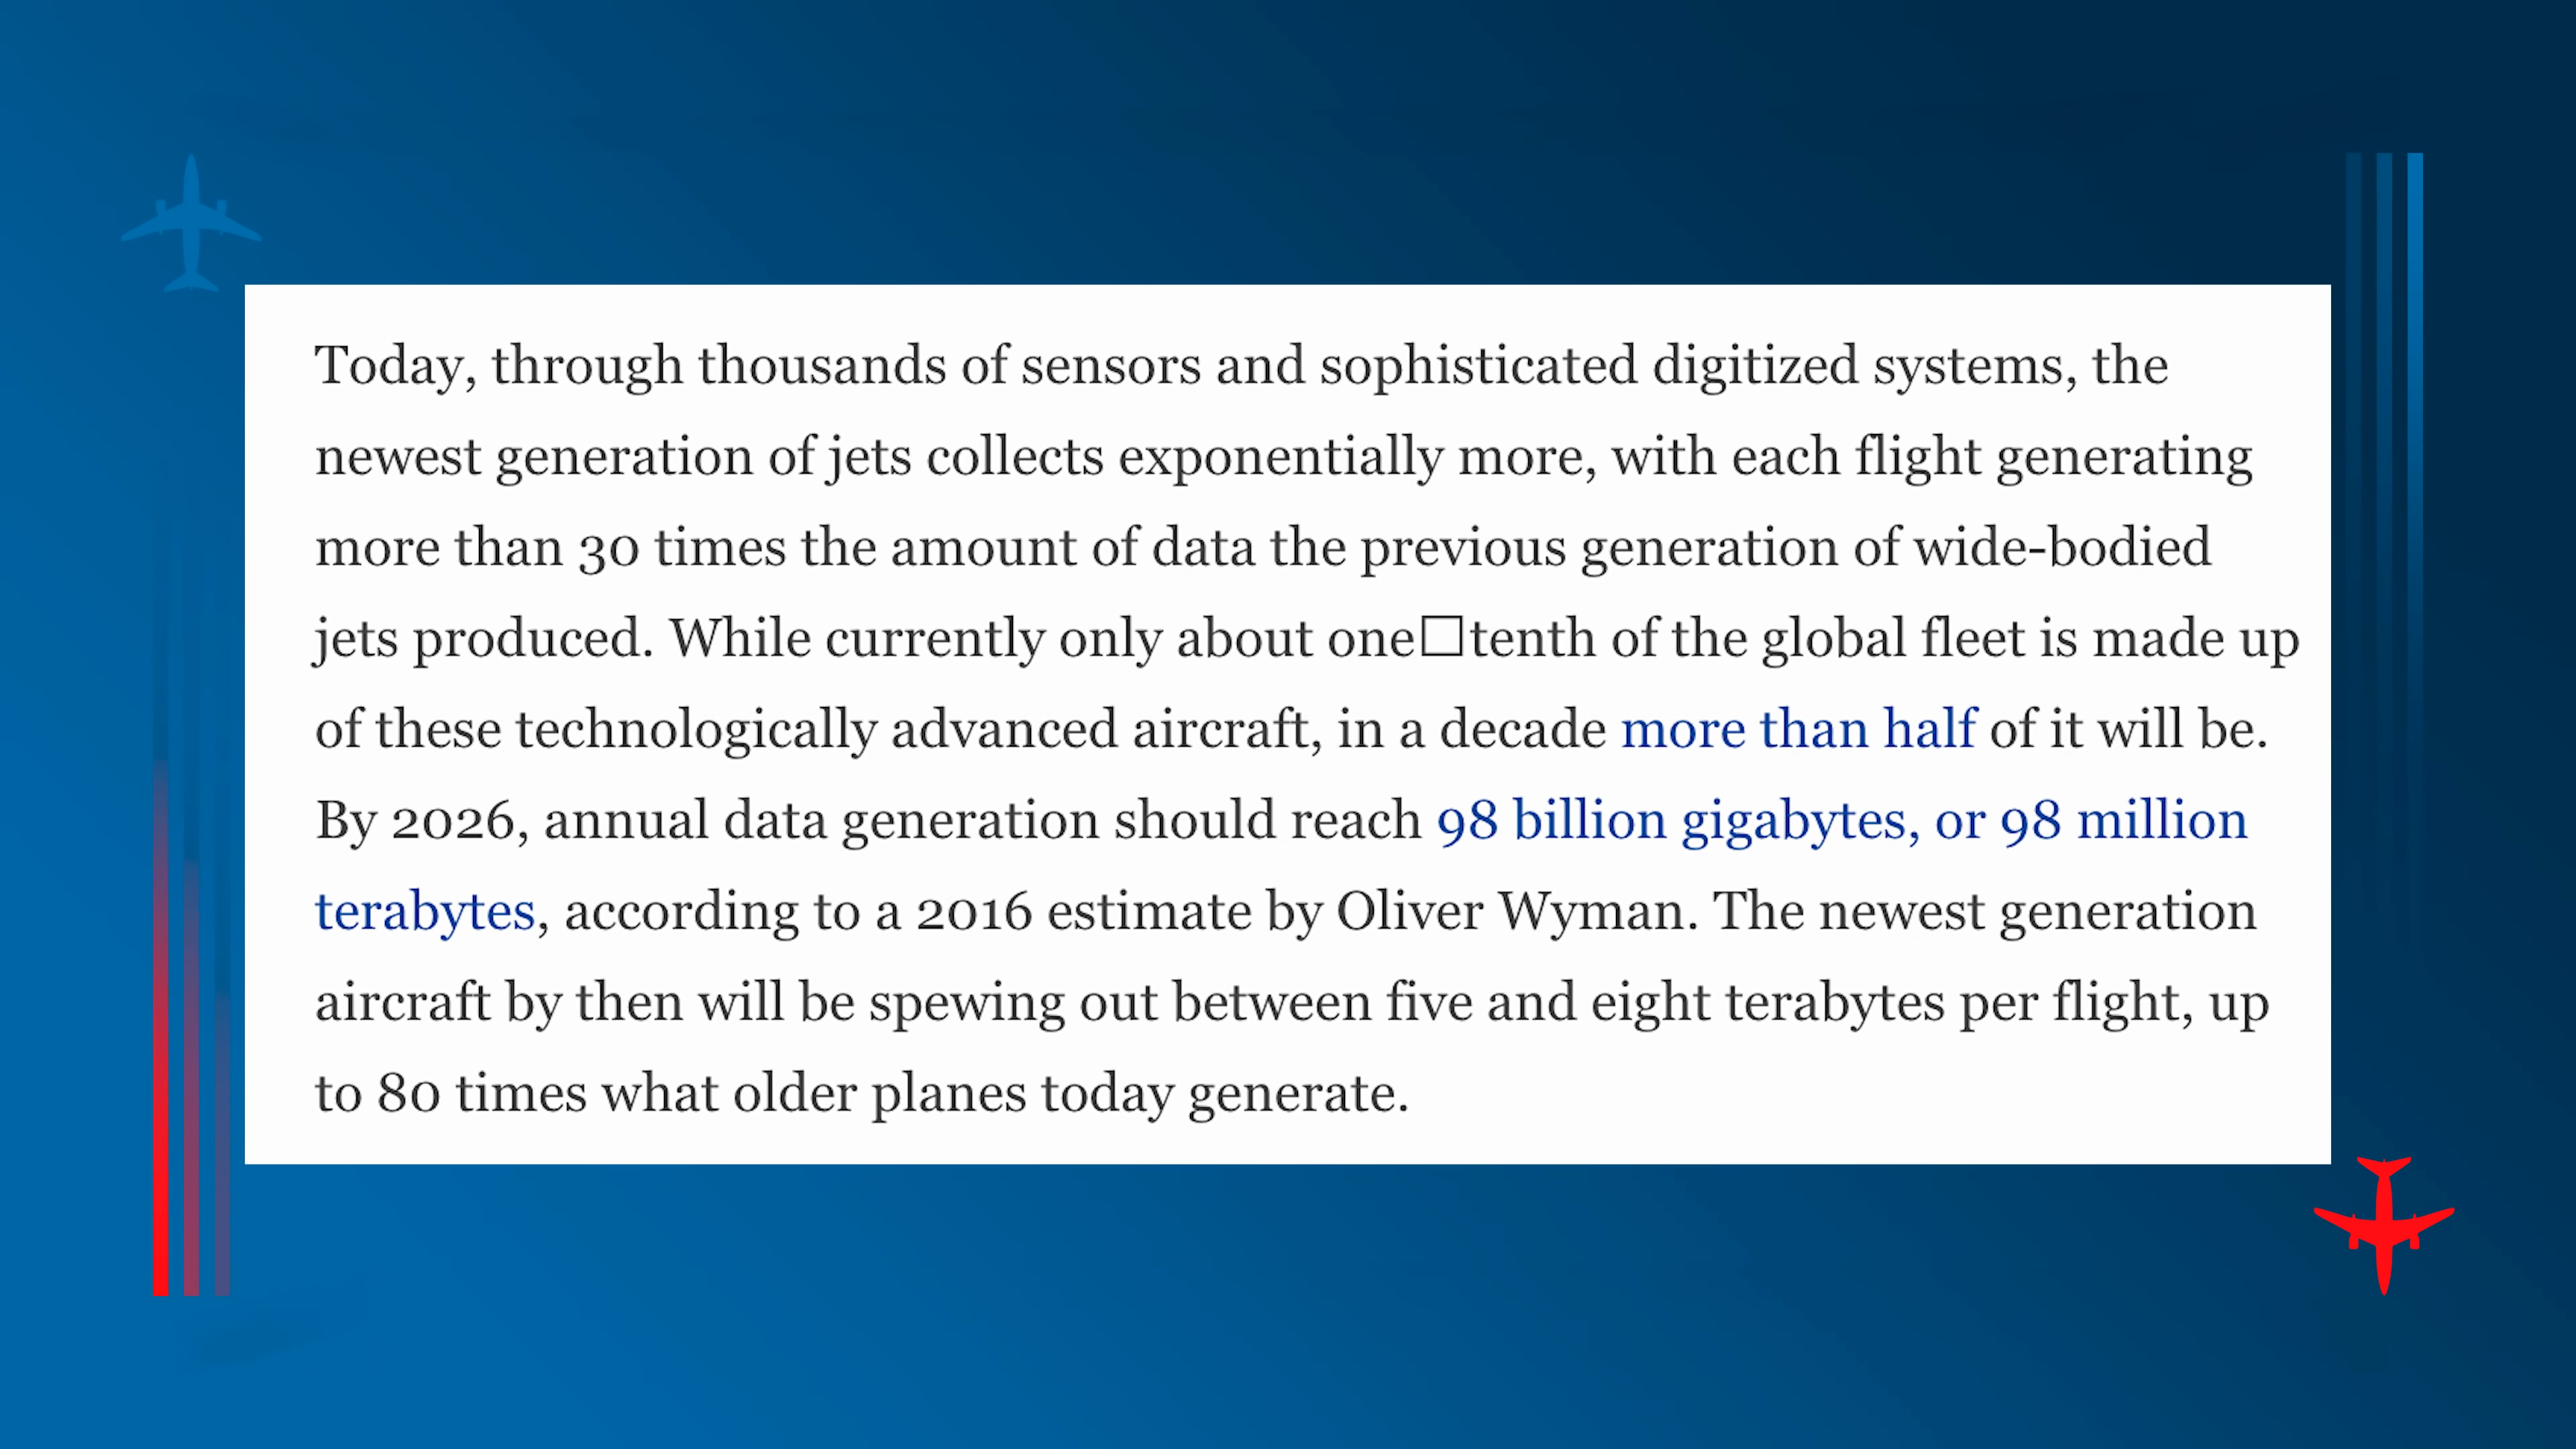 Today, through thousands of sensors and sophisticated digitized systems, the
newest generation of jets collects exponentially more, with each flight generating
more than 30 times the amount of data the previous generation of wide-bodied
jets produced. While currently only about one□tenth of the global fleet is made up
of these technologically advanced aircraft, in a decade more than half of it will be.
By 2026, annual data generation should reach 98 billion gigabytes, or 98 million
terabytes, according to a 2016 estimate by Oliver Wyman. The newest generation
aircraft by then will be spewing out between five and eight terabytes per flight, up
to 80 times what older planes today generate.